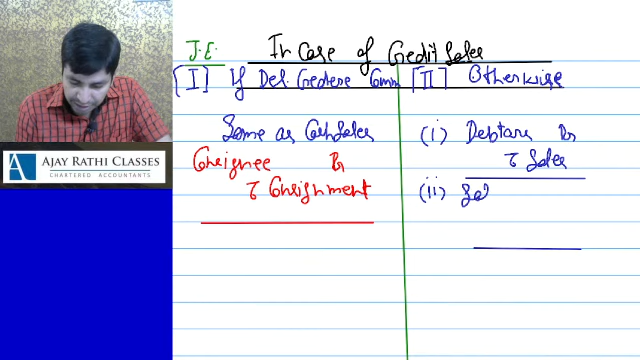 J.E. In Case of Credit Sales
[I] If Del. Credere Comm
Same as Cash Sales
Consignee Dr
To Consignment
[II] Otherwise
(i) Debtors Dr
To Sales
(ii) Sal
A
AJAY RATHI CLASSES
CHARTERED ACCOUNTANTS